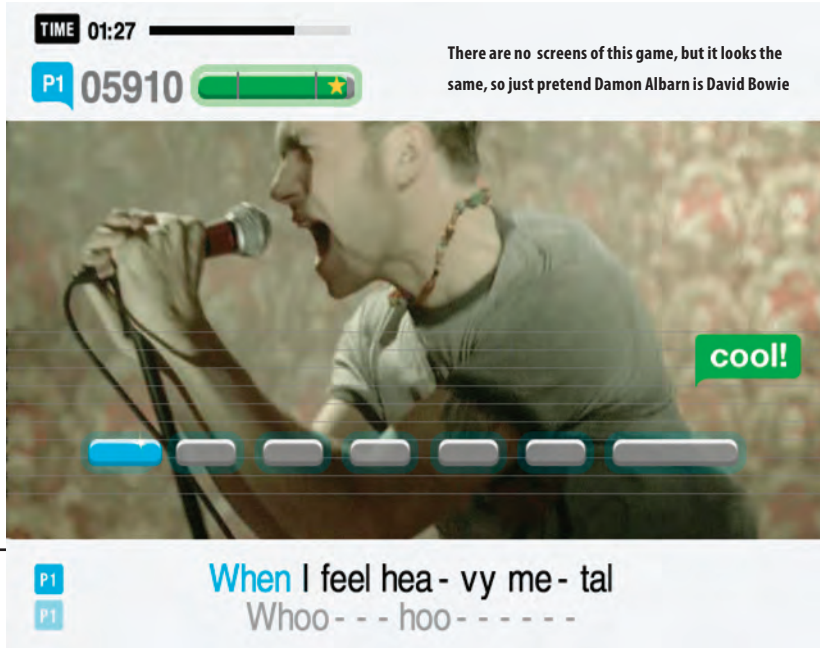 TIME 01:27
P1 05910
There are no screens of this game, but it looks the
same, so just pretend Damon Albarn is David Bowie
cool!
P1 When I feel hea - vy me - tal
P1 Whoo - - - hoo - - - - - -